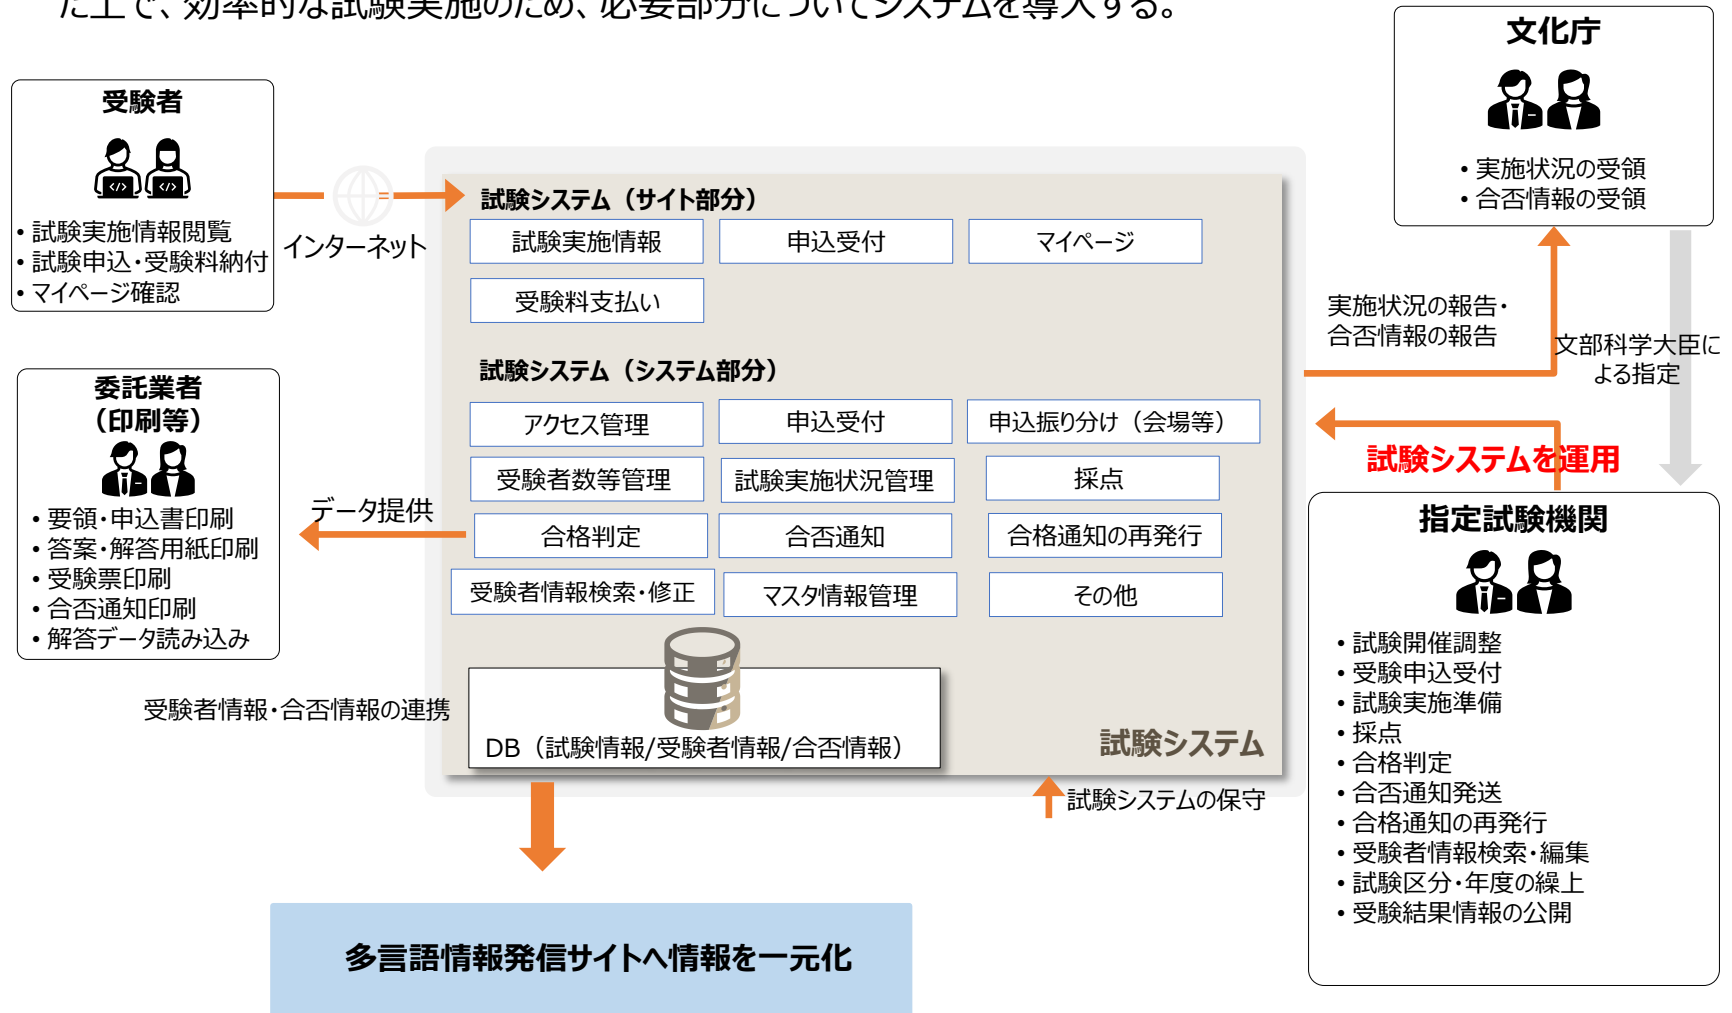 た上で、効率的な試験実施のため、必要部分についてシステムを導入する。
文化庁
・実施状況の受領
・合否情報の受領
受験者
・試験実施情報閲覧
・試験申込・受験料納付
・マイページ確認
インターネット
試験システム（サイト部分）
試験実施情報
申込受付
マイページ
受験料支払い
実施状況の報告・
合否情報の報告
文部科学大臣に
よる指定
委託業者
（印刷等）
・要領・申込書印刷
・答案・解答用紙印刷
・受験票印刷
・合否通知印刷
・解答データ読み込み
データ提供
試験システム（システム部分）
アクセス管理
申込受付
申込振り分け（会場等）
受験者数等管理
試験実施状況管理
採点
合格判定
合否通知
合格通知の再発行
受験者情報検索・修正
マスタ情報管理
その他
試験システムを運用
指定試験機関
・試験開催調整
・受験申込受付
・試験実施準備
・採点
・合格判定
・合否通知発送
・合格通知の再発行
・受験者情報検索・編集
・試験区分・年度の繰上
・受験結果情報の公開
受験者情報・合否情報の連携
DB（試験情報/受験者情報/合否情報）
試験システム
試験システムの保守
多言語情報発信サイトへ情報を一元化